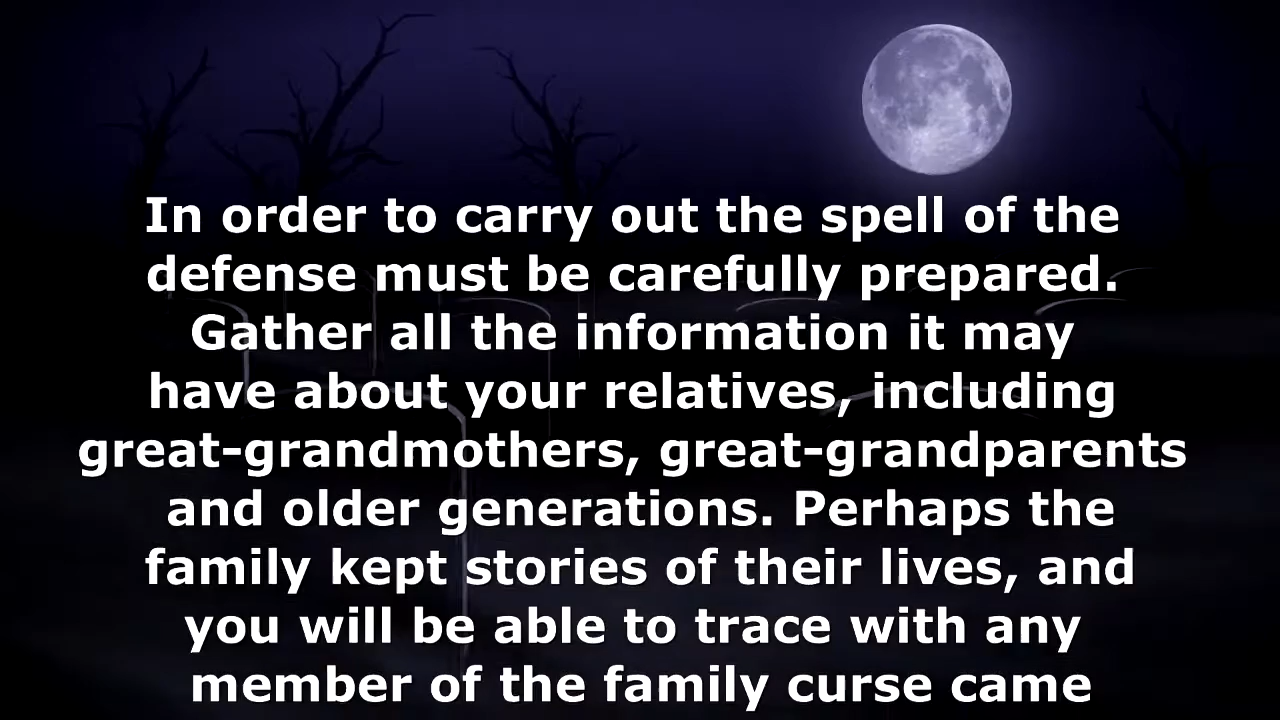 In order to carry out the spell of the
defense must be carefully prepared.
Gather all the information it may
have about your relatives, including
great-grandmothers, great-grandparents
and older generations. Perhaps the
family kept stories of their lives, and
you will be able to trace with any
member of the family curse came